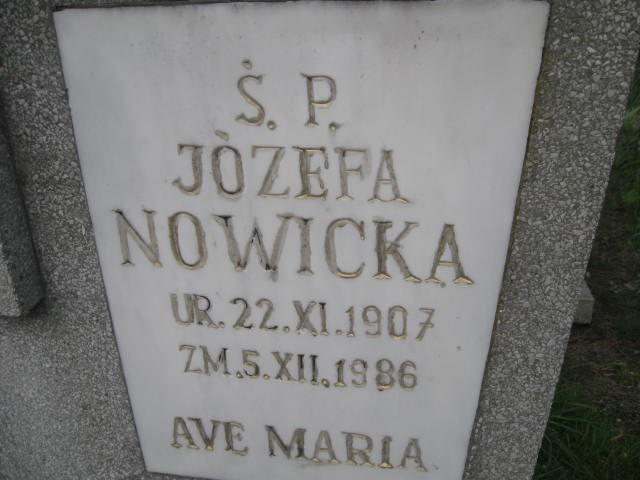 Ś. P.
JÓZEFA
NOWICKA
UR. 22. XI. 1907
ZM. 5. XII. 1986
AVE MARIA